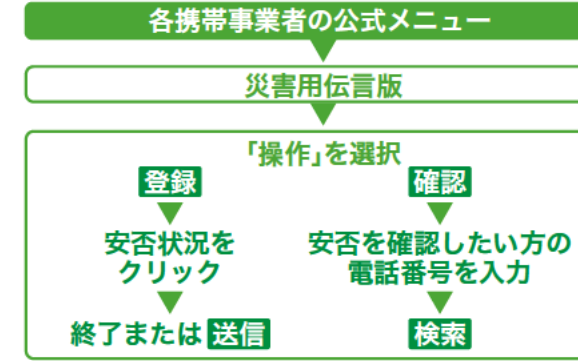 各携帯事業者の公式メニュー
災害用伝言版
「操作」を選択
登録
安否状況を
クリック
終了または 送信
確認
安否を確認したい方の
電話番号を入力
検索